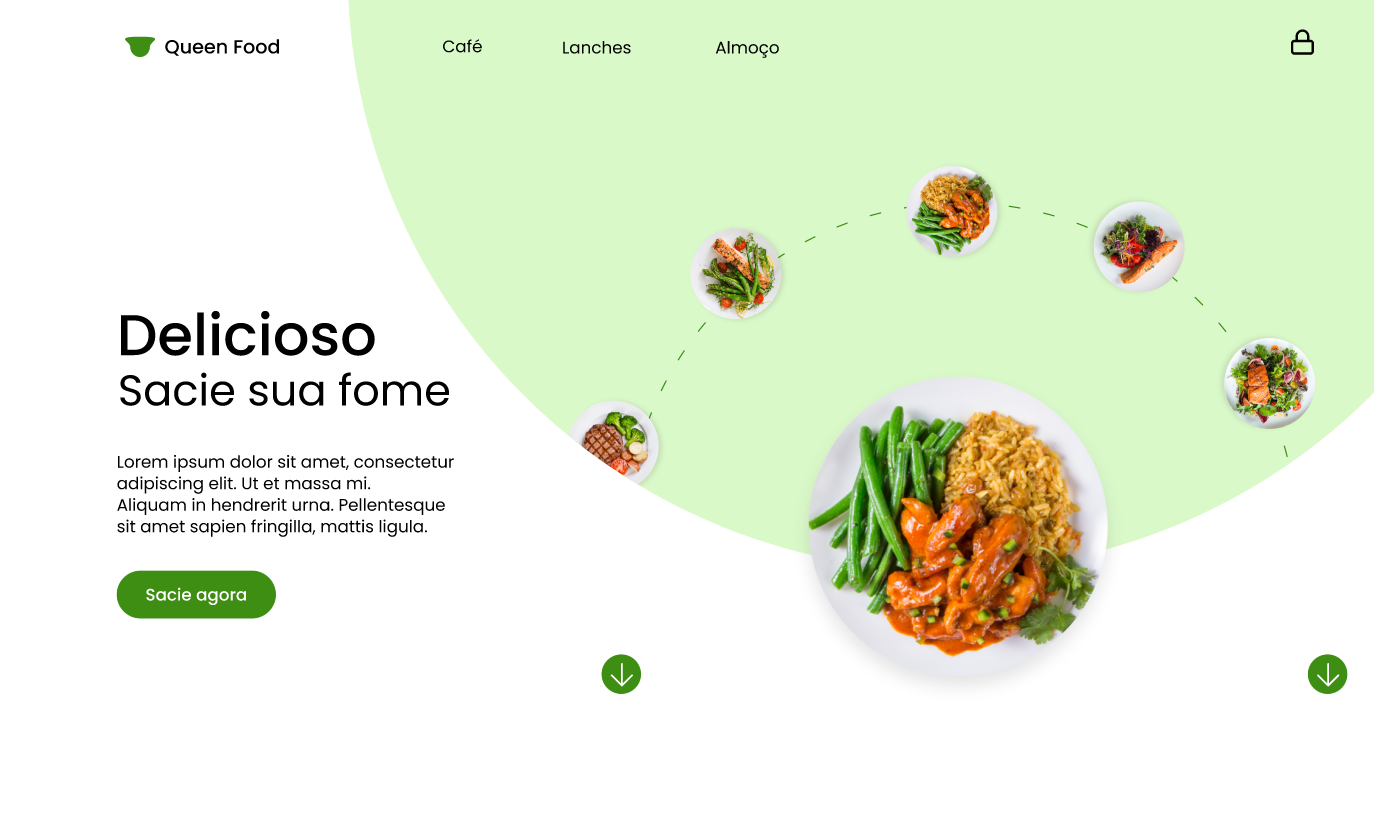 Queen Food
Café
Lanches
Almoço
Delicioso
Sacie sua fome
Lorem ipsum dolor sit amet, consectetur
adipiscing elit. Ut et massa mi.
Aliquam in hendrerit urna. Pellentesque
sit amet sapien fringilla, mattis ligula.
Sacie agora